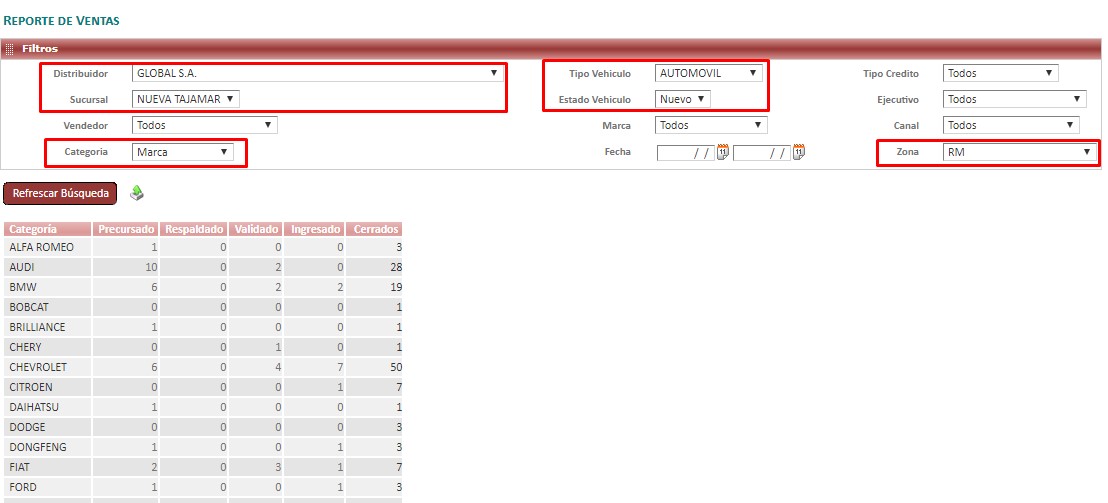 REPORTE DE VENTAS
Filtros
Distribuidor GLOBAL S.A. Tipo Vehiculo AUTOMOVIL Tipo Credito Todos
Sucursal NUEVA TAJAMAR Estado Vehiculo Nuevo Ejecutivo Todos
Vendedor Todos Marca Todos Canal Todos
Categoria Marca Fecha / / 11 / / 11 Zona RM
Refrescar Búsqueda
Categoría Precursado Respaldado Validado Ingresado Cerrados
ALFA ROMEO 1 0 0 0 3
AUDI 10 0 2 0 28
BMW 6 0 2 2 19
BOBCAT 0 0 0 0 1
BRILLIANCE 1 0 0 0 1
CHERY 0 0 1 0 1
CHEVROLET 6 0 4 7 50
CITROEN 0 0 0 1 7
DAIHATSU 1 0 0 0 1
DODGE 0 0 0 0 3
DONGFENG 1 0 0 1 3
FIAT 2 0 3 1 7
FORD 1 0 0 1 3